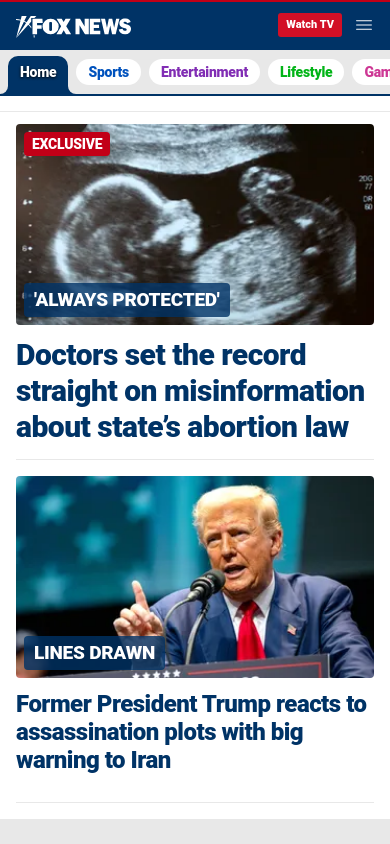 FOX NEWS
Watch TV
Home
Sports
Entertainment
Lifestyle
Gam
EXCLUSIVE
2DG
77
DR
60
'ALWAYS PROTECTED'
Doctors set the record
straight on misinformation
about state’s abortion law
LINES DRAWN
Former President Trump reacts to
assassination plots with big
warning to Iran